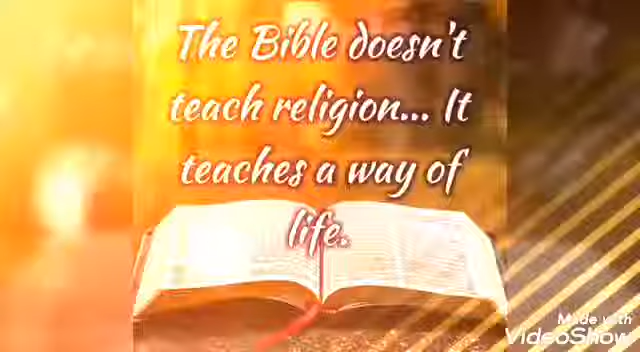 The Bible doesn't
teach religion... It
teaches a way of
life.
Made with
VideoShow